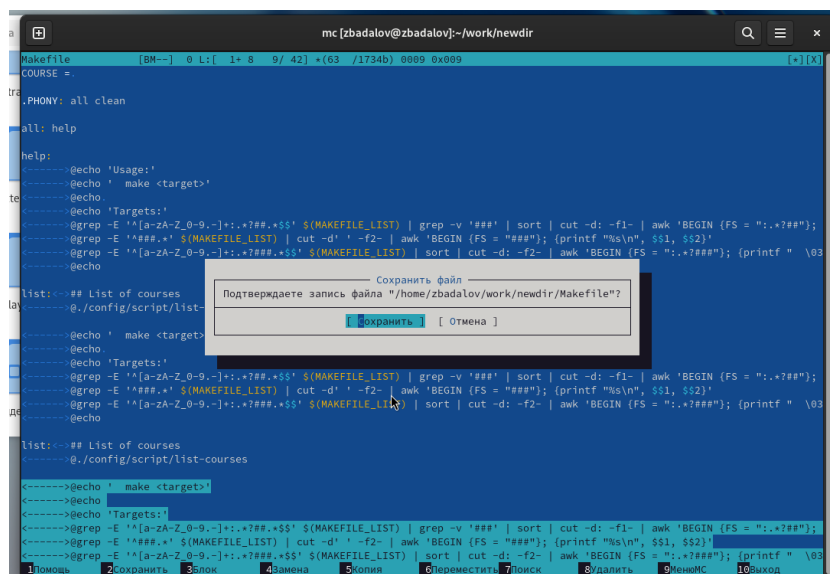 mc [zbadalov@zbadalov]:~/work/newdir
Makefile [BM--] 0 L:[ 1+ 8 9/ 42] *(63 /1734b) 0009 0x009 [*][X]
COURSE =.
.PHONY: all clean
all: help
help:
<------>@echo 'Usage:'
<------>@echo '  make <target>'
<------>@echo.
<------>@echo 'Targets:'
<------>@grep -E '^[a-zA-Z_0-9.-]+:.*?##.*$$' $(MAKEFILE_LIST) | grep -v '###' | sort | cut -d: -f1- | awk 'BEGIN {FS = ":.*?##"};
<------>@grep -E '^###.*' $(MAKEFILE_LIST) | cut -d' ' -f2- | awk 'BEGIN {FS = "###"}; {printf "%s\n", $$1, $$2}'
<------>@grep -E '^[a-zA-Z_0-9.-]+:.*?###.*$$' $(MAKEFILE_LIST) | sort | cut -d: -f2- | awk 'BEGIN {FS = ":.*?###"}; {printf " \03
<------>@echo
Сохранить файл
Подтверждаете запись файла "/home/zbadalov/work/newdir/Makefile"?
[ Сохранить ] [ Отмена ]
list:<->## List of courses
<------>@./config/script/list-
<------>@echo '  make <target>
<------>@echo.
<------>@echo 'Targets:'
<------>@grep -E '^[a-zA-Z_0-9.-]+:.*?##.*$$' $(MAKEFILE_LIST) | grep -v '###' | sort | cut -d: -f1- | awk 'BEGIN {FS = ":.*?##"};
<------>@grep -E '^###.*' $(MAKEFILE_LIST) | cut -d' ' -f2- | awk 'BEGIN {FS = "###"}; {printf "%s\n", $$1, $$2}'
<------>@grep -E '^[a-zA-Z_0-9.-]+:.*?###.*$$' $(MAKEFILE_LIST) | sort | cut -d: -f2- | awk 'BEGIN {FS = ":.*?###"}; {printf " \03
<------>@echo
list:<->## List of courses
<------>@./config/script/list-courses
<------>@echo '  make <target>'
<------>@echo
<------>@echo 'Targets:'
<------>@grep -E '^[a-zA-Z_0-9.-]+:.*?##.*$$' $(MAKEFILE_LIST) | grep -v '###' | sort | cut -d: -f1- | awk 'BEGIN {FS = ":.*?##"};
<------>@grep -E '^###.*' $(MAKEFILE_LIST) | cut -d' ' -f2- | awk 'BEGIN {FS = "###"}; {printf "%s\n", $$1, $$2}'
<------>@grep -E '^[a-zA-Z_0-9.-]+:.*?###.*$$' $(MAKEFILE_LIST) | sort | cut -d: -f2- | awk 'BEGIN {FS = ":.*?###"}; {printf " \03
1Помощь 2Сохранить 3Блок 4Замена 5Копия 6Переместить 7Поиск 8Удалить 9МенюMC 10Выход